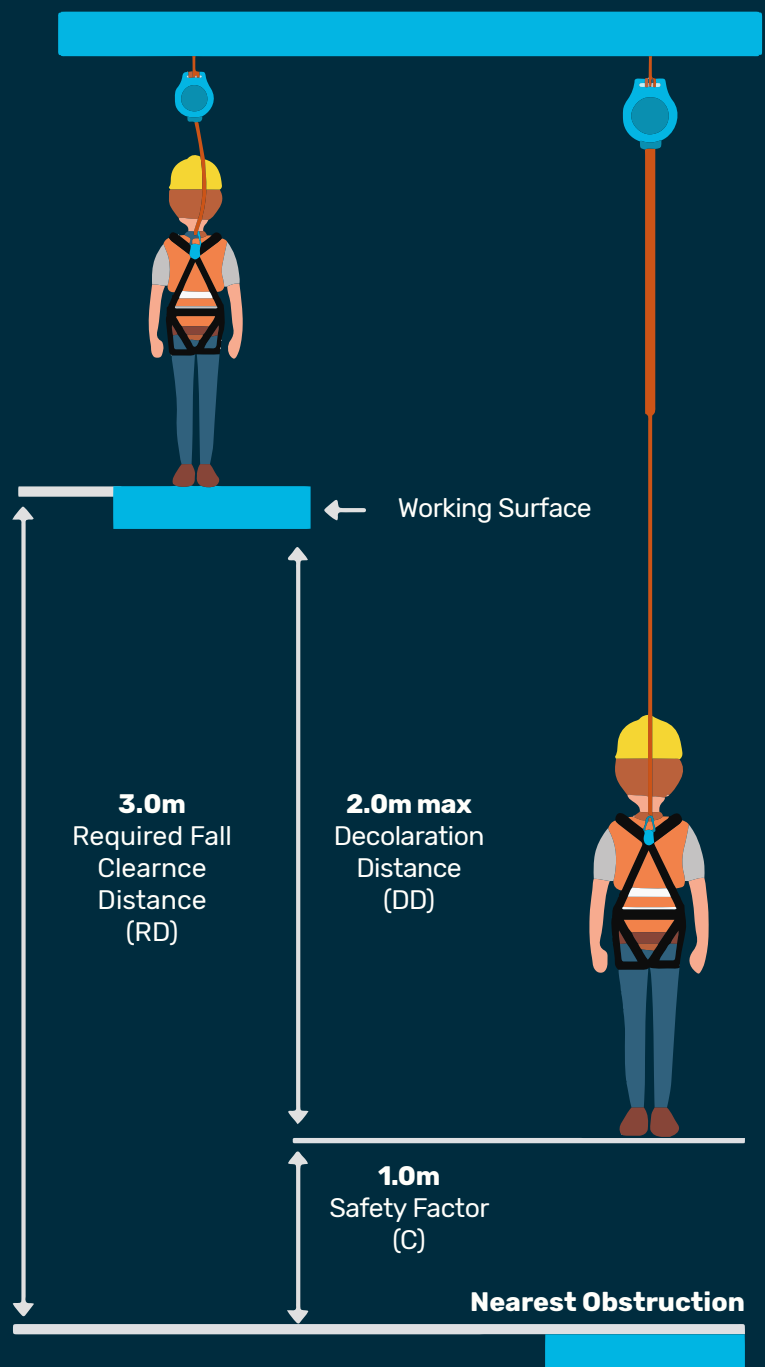 Working Surface
3.0m
Required Fall
Clearnce
Distance
(RD)
2.0m max
Decolaration
Distance
(DD)
1.0m
Safety Factor
(C)
Nearest Obstruction